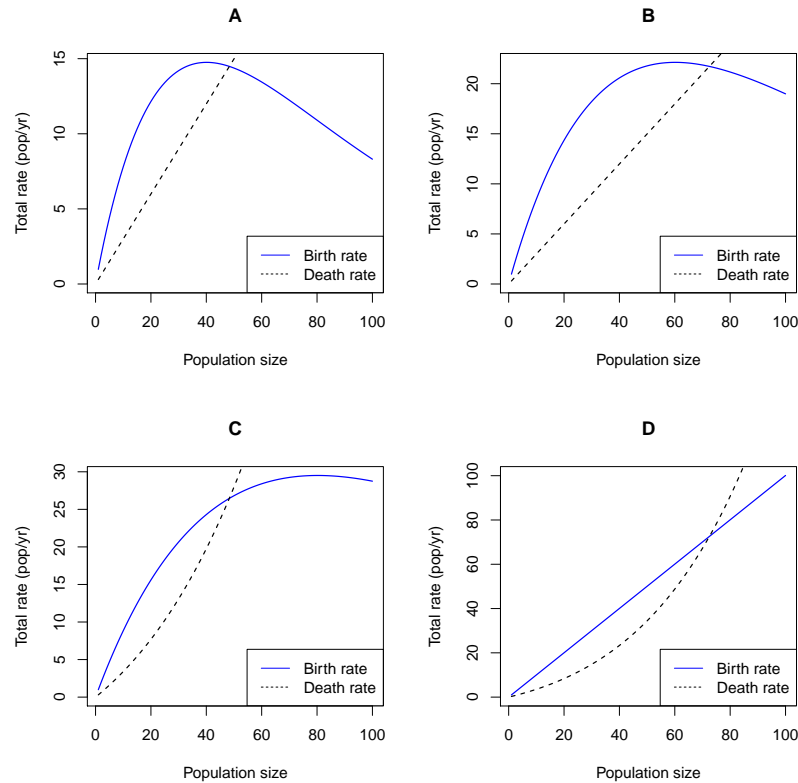 A
Total rate (pop/yr)
15
10
5
0
Birth rate
Death rate
0 20 40 60 80 100
Population size
B
Total rate (pop/yr)
20
15
10
5
0
Birth rate
Death rate
0 20 40 60 80 100
Population size
C
Total rate (pop/yr)
30
25
20
15
10
5
0
Birth rate
Death rate
0 20 40 60 80 100
Population size
D
Total rate (pop/yr)
100
80
60
40
20
0
Birth rate
Death rate
0 20 40 60 80 100
Population size